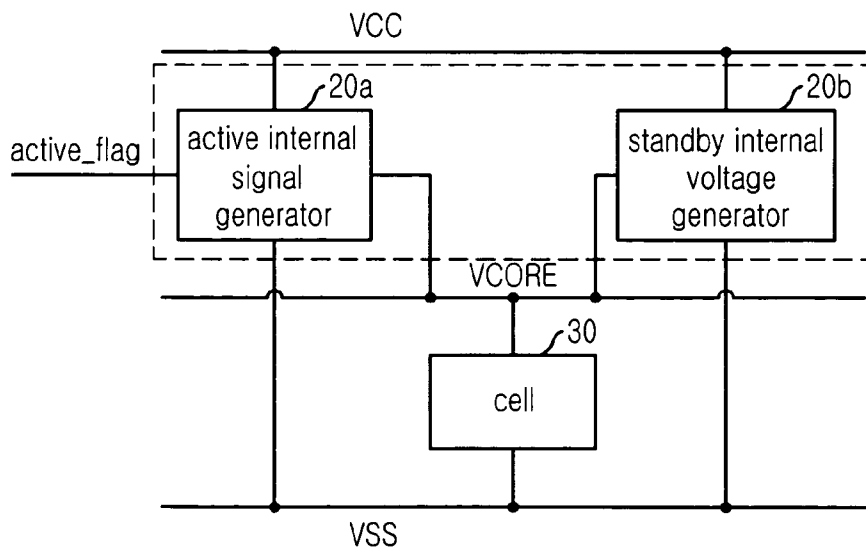 VCC
20a
20b
active_flag
active internal
signal
generator
standby internal
voltage
generator
VCORE
30
cell
VSS